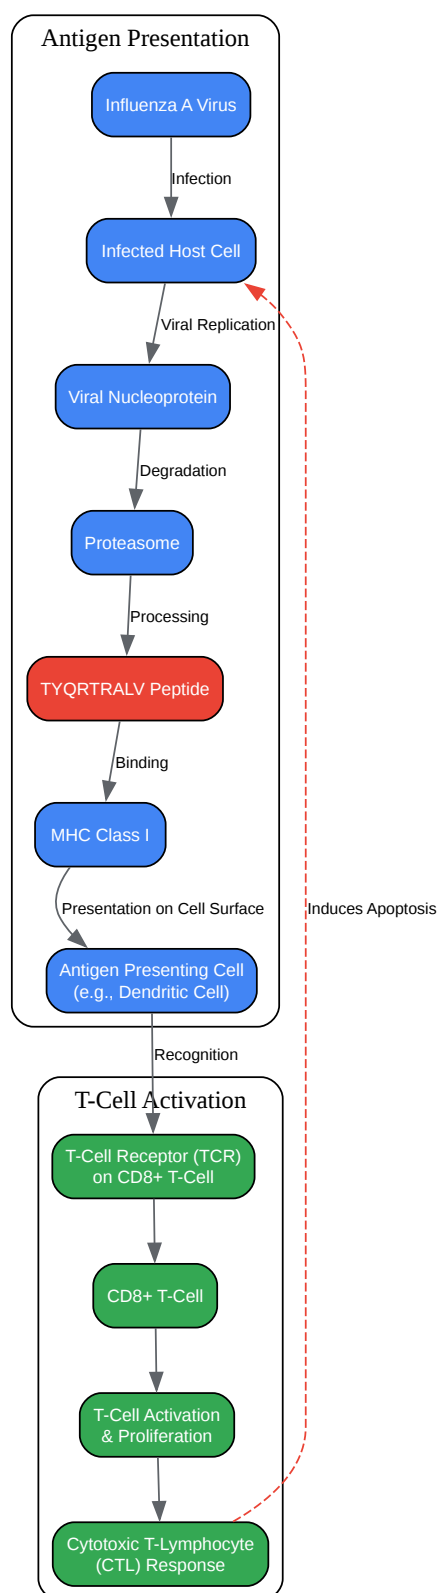 Antigen Presentation
Influenza A Virus
Infection
Infected Host Cell
Viral Replication
Viral Nucleoprotein
Degradation
Proteasome
Processing
TYQRTRALV Peptide
Binding
MHC Class I
Presentation on Cell Surface
Induces Apoptosis
Antigen Presenting Cell
(e.g., Dendritic Cell)
Recognition
T-Cell Activation
T-Cell Receptor (TCR)
on CD8+ T-Cell
CD8+ T-Cell
T-Cell Activation
& Proliferation
Cytotoxic T-Lymphocyte
(CTL) Response